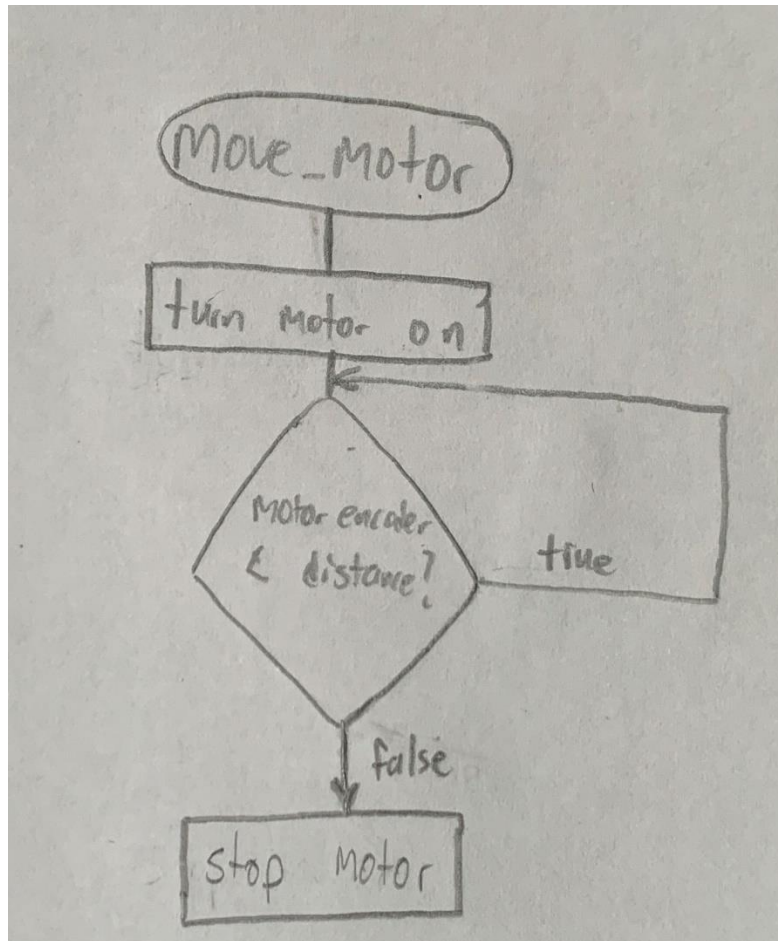 Move_Motor
turn Motor on
Motor encoder
< distance?
true
false
stop Motor